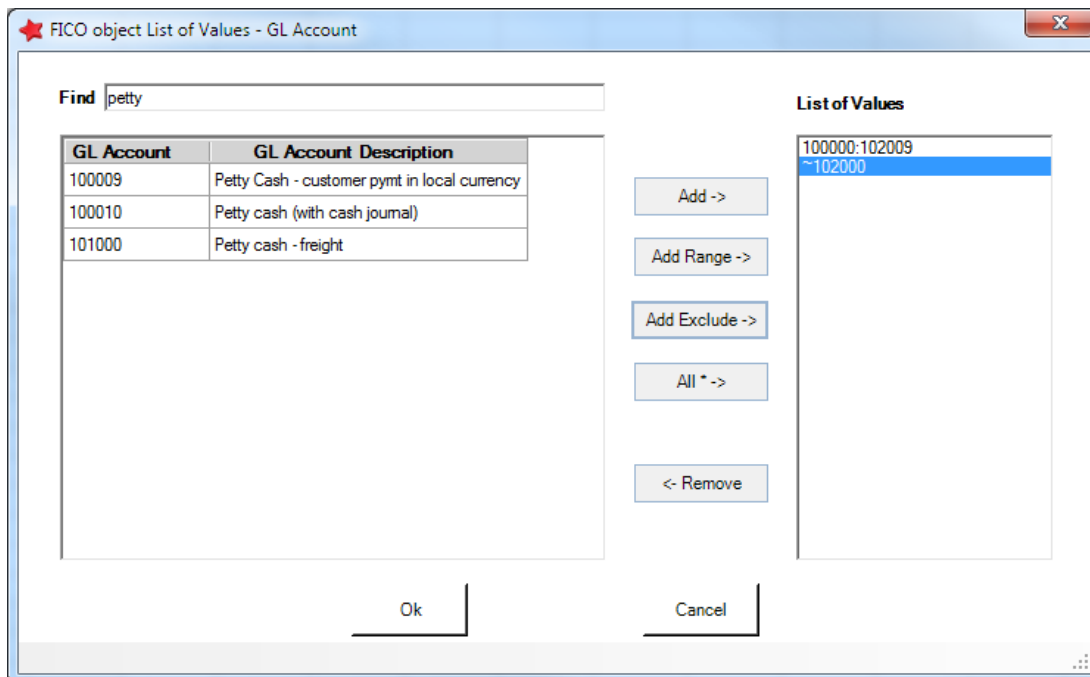 FICO object List of Values - GL Account
Find petty
List of Values
GL Account GL Account Description
100009 Petty Cash - customer pymt in local currency
100010 Petty cash (with cash journal)
101000 Petty cash - freight
Add ->
Add Range ->
Add Exclude ->
All * ->
<- Remove
100000:102009
~102000
Ok Cancel